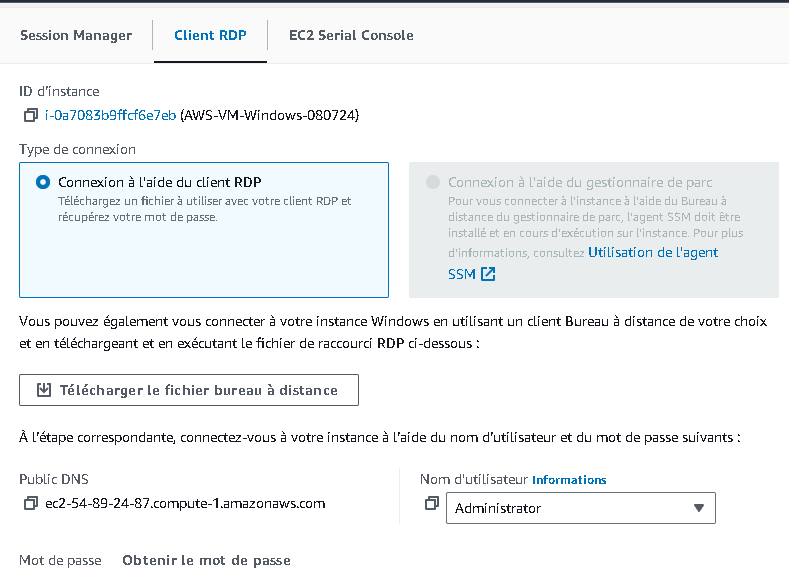 Session Manager
Client RDP
EC2 Serial Console
ID d'instance
i-0a7083b9ffcf6e7eb (AWS-VM-Windows-080724)
Type de connexion
Connexion à l'aide du client RDP
Téléchargez un fichier à utiliser avec votre client RDP et
récupérez votre mot de passe.
Connexion à l'aide du gestionnaire de parc
Pour vous connecter à l'instance à l'aide du Bureau à
distance du gestionnaire de parc, l'agent SSM doit être
installé et en cours d'exécution sur l'instance. Pour plus
d'informations, consultez Utilisation de l'agent
SSM
Vous pouvez également vous connecter à votre instance Windows en utilisant un client Bureau à distance de votre choix
et en téléchargeant et en exécutant le fichier de raccourci RDP ci-dessous :
Télécharger le fichier bureau à distance
À l'étape correspondante, connectez-vous à votre instance à l'aide du nom d'utilisateur et du mot de passe suivants :
Public DNS
ec2-54-89-24-87.compute-1.amazonaws.com
Nom d'utilisateur Informations
Administrator
Mot de passe Obtenir le mot de passe